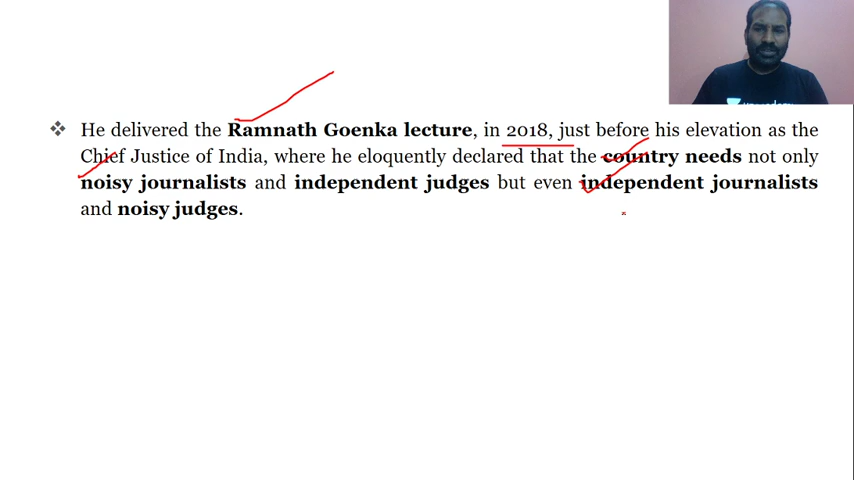 ❖ He delivered the Ramnath Goenka lecture, in 2018, just before his elevation as the
Chief Justice of India, where he eloquently declared that the country needs not only
noisy journalists and independent judges but even independent journalists
and noisy judges.